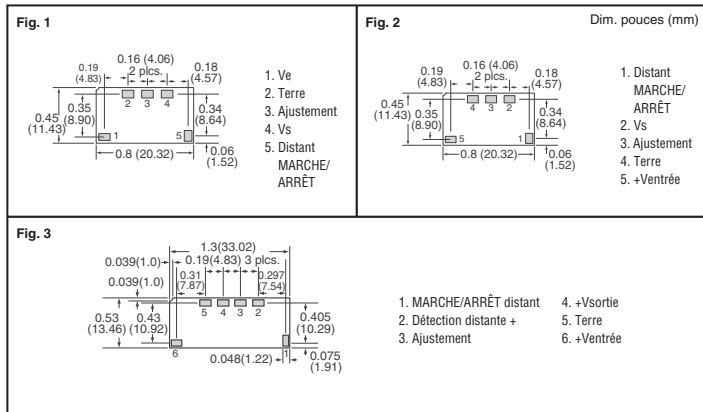 Fig. 1
0.19
(4.83)
0.16 (4.06)
2 plcs.
0.18
(4.57)
0.45
(11.43)
0.35
(8.90)
0.34
(8.64)
2 3 4
1 5
0.8 (20.32)
0.06
(1.52)
1. Ve
2. Terre
3. Ajustement
4. Vs
5. Distant
MARCHE/
ARRÊT
Fig. 2
Dim. pouces (mm)
0.19
(4.83)
0.16 (4.06)
2 plcs.
0.18
(4.57)
0.45
(11.43)
0.35
(8.90)
0.34
(8.64)
4 3 2
5 1
0.8 (20.32)
0.06
(1.52)
1. Distant
MARCHE/
ARRÊT
2. Vs
3. Ajustement
4. Terre
5. +Ventrée
Fig. 3
1.3(33.02)
0.039(1.0)
0.19(4.83) 3 plcs.
0.039(1.0)
0.31
(7.87)
0.297
(7.54)
0.53
(13.46)
0.43
(10.92)
0.405
(10.29)
5 4 3 2
6 1
0.048(1.22)
0.075
(1.91)
1. MARCHE/ARRÊT distant
2. Détection distante +
3. Ajustement
4. +Vsortie
5. Terre
6. +Ventrée